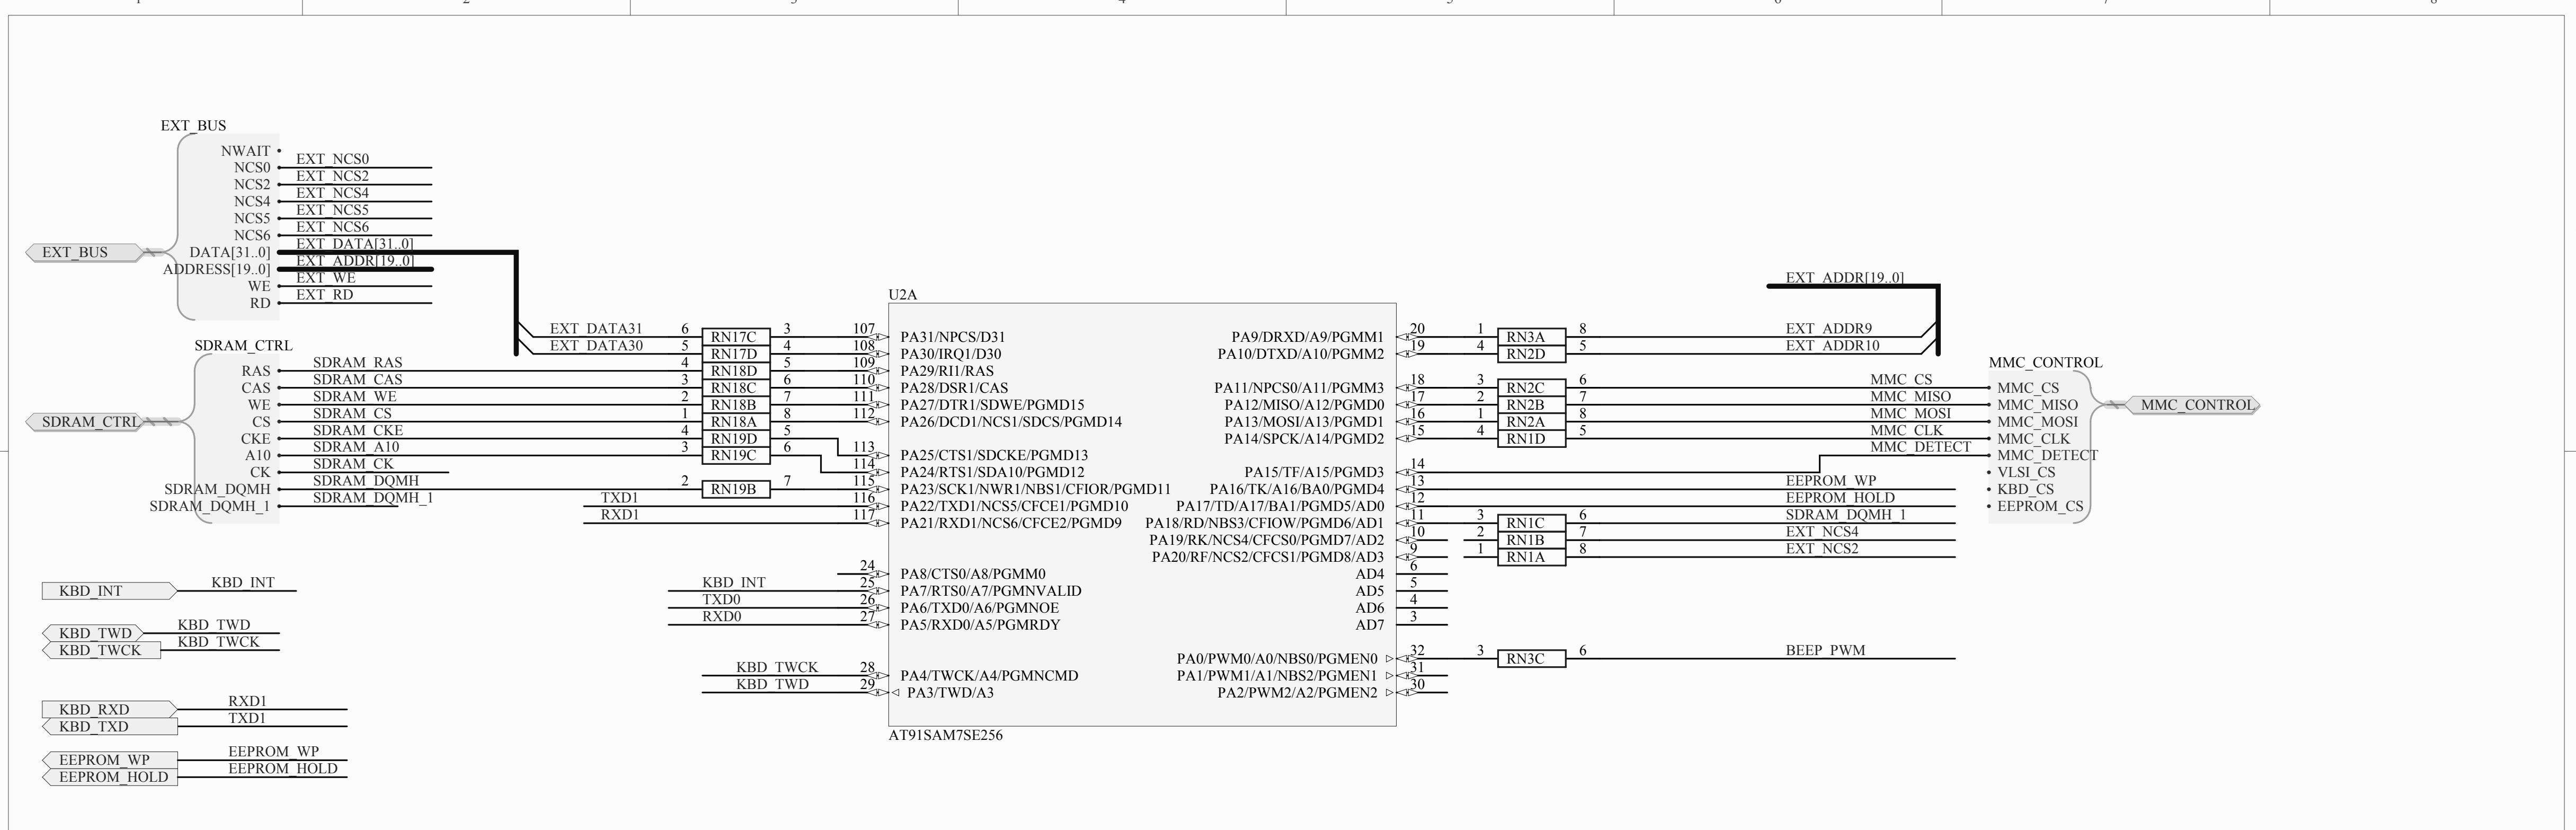 2
3
4
5
6
7
8
EXT_BUS
NWAIT
NCS0 EXT_NCS0
NCS2 EXT_NCS2
NCS4 EXT_NCS4
NCS5 EXT_NCS5
NCS6 EXT_NCS6
EXT_BUS DATA[31..0] EXT_DATA[31..0]
ADDRESS[19..0] EXT_ADDR[19..0]
WE EXT_WE
RD EXT_RD
SDRAM_CTRL
RAS SDRAM_RAS
CAS SDRAM_CAS
WE SDRAM_WE
SDRAM_CTRL CS SDRAM_CS
CKE SDRAM_CKE
A10 SDRAM_A10
CK SDRAM_CK
SDRAM_DQMH SDRAM_DQMH
SDRAM_DQMH_1 SDRAM_DQMH_1
KBD_INT KBD_INT
KBD_TWD KBD_TWD
KBD_TWCK KBD_TWCK
KBD_RXD RXD1
KBD_TXD TXD1
EEPROM_WP EEPROM_WP
EEPROM_HOLD EEPROM_HOLD
U2A
EXT_DATA31 6 RN17C 3 107 PA31/NPCS/D31
EXT_DATA30 5 RN17D 4 108 PA30/IRQ1/D30
4 RN18D 5 109 PA29/RI1/RAS
3 RN18C 6 110 PA28/DSR1/CAS
2 RN18B 7 111 PA27/DTR1/SDWE/PGMD15
1 RN18A 8 112 PA26/DCD1/NCS1/SDCS/PGMD14
4 RN19D 5
3 RN19C 6 113 PA25/CTS1/SDCKE/PGMD13
114 PA24/RTS1/SDA10/PGMD12
2 RN19B 7 115 PA23/SCK1/NWR1/NBS1/CFIOR/PGMD11
TXD1 116 PA22/TXD1/NCS5/CFCE1/PGMD10
RXD1 117 PA21/RXD1/NCS6/CFCE2/PGMD9
24 PA8/CTS0/A8/PGMM0
KBD_INT 25 PA7/RTS0/A7/PGMNVALID
TXD0 26 PA6/TXD0/A6/PGMNOE
RXD0 27 PA5/RXD0/A5/PGMRDY
KBD_TWCK 28 PA4/TWCK/A4/PGMNCMD
KBD_TWD 29 PA3/TWD/A3
AT91SAM7SE256
EXT_ADDR[19..0]
PA9/DRXD/A9/PGMM1 20 1 RN3A 8 EXT_ADDR9
PA10/DTXD/A10/PGMM2 19 4 RN2D 5 EXT_ADDR10
PA11/NPCS0/A11/PGMM3 18 3 RN2C 6 MMC_CS
PA12/MISO/A12/PGMD0 17 2 RN2B 7 MMC_MISO
PA13/MOSI/A13/PGMD1 16 1 RN2A 8 MMC_MOSI
PA14/SPCK/A14/PGMD2 15 4 RN1D 5 MMC_CLK
MMC_DETECT
PA15/TF/A15/PGMD3 14
PA16/TK/A16/BA0/PGMD4 13 EEPROM_WP
PA17/TD/A17/BA1/PGMD5/AD0 12 EEPROM_HOLD
PA18/RD/NBS3/CFIOW/PGMD6/AD1 11 3 RN1C 6 SDRAM_DQMH_1
PA19/RK/NCS4/CFCS0/PGMD7/AD2 10 2 RN1B 7 EXT_NCS4
PA20/RF/NCS2/CFCS1/PGMD8/AD3 9 1 RN1A 8 EXT_NCS2
AD4 6
AD5 5
AD6 4
AD7 3
PA0/PWM0/A0/NBS0/PGMEN0 32 3 RN3C 6 BEEP_PWM
PA1/PWM1/A1/NBS2/PGMEN1 31
PA2/PWM2/A2/PGMEN2 30
MMC_CONTROL
MMC_CS
MMC_MISO MMC_CONTROL
MMC_MOSI
MMC_CLK
MMC_DETECT
VLSI_CS
KBD_CS
EEPROM_CS